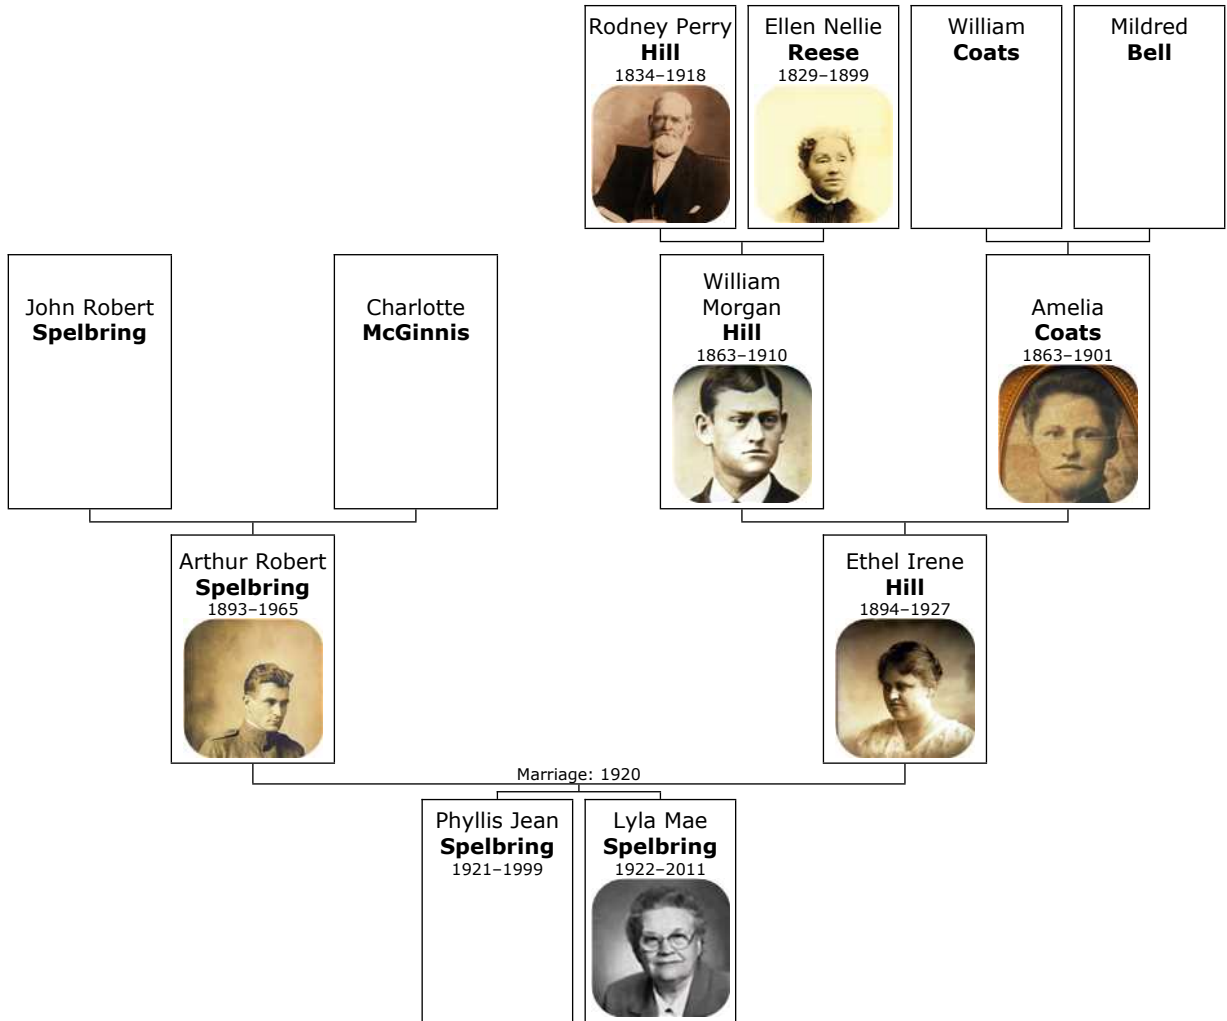 Rodney Perry
Hill
1834–1918
Ellen Nellie
Reese
1829–1899
William
Coats
Mildred
Bell
John Robert
Spelbring
Charlotte
McGinnis
William
Morgan
Hill
1863–1910
Amelia
Coats
1863–1901
Arthur Robert
Spelbring
1893–1965
Ethel Irene
Hill
1894–1927
Marriage: 1920
Phyllis Jean
Spelbring
1921–1999
Lyla Mae
Spelbring
1922–2011